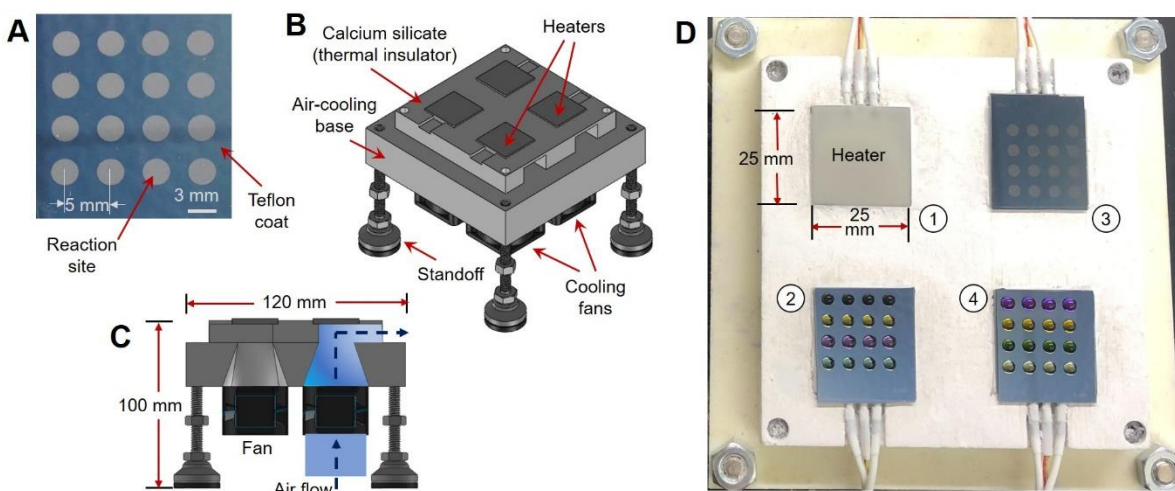 A
5 mm
3 mm
Teflon
coat
Reaction
site
B
Calcium silicate
(thermal insulator)
Heaters
Air-cooling
base
Standoff
Cooling
fans
C
120 mm
100 mm
Fan
Air flow
D
Heater
25 mm
25
mm
1
3
2
4